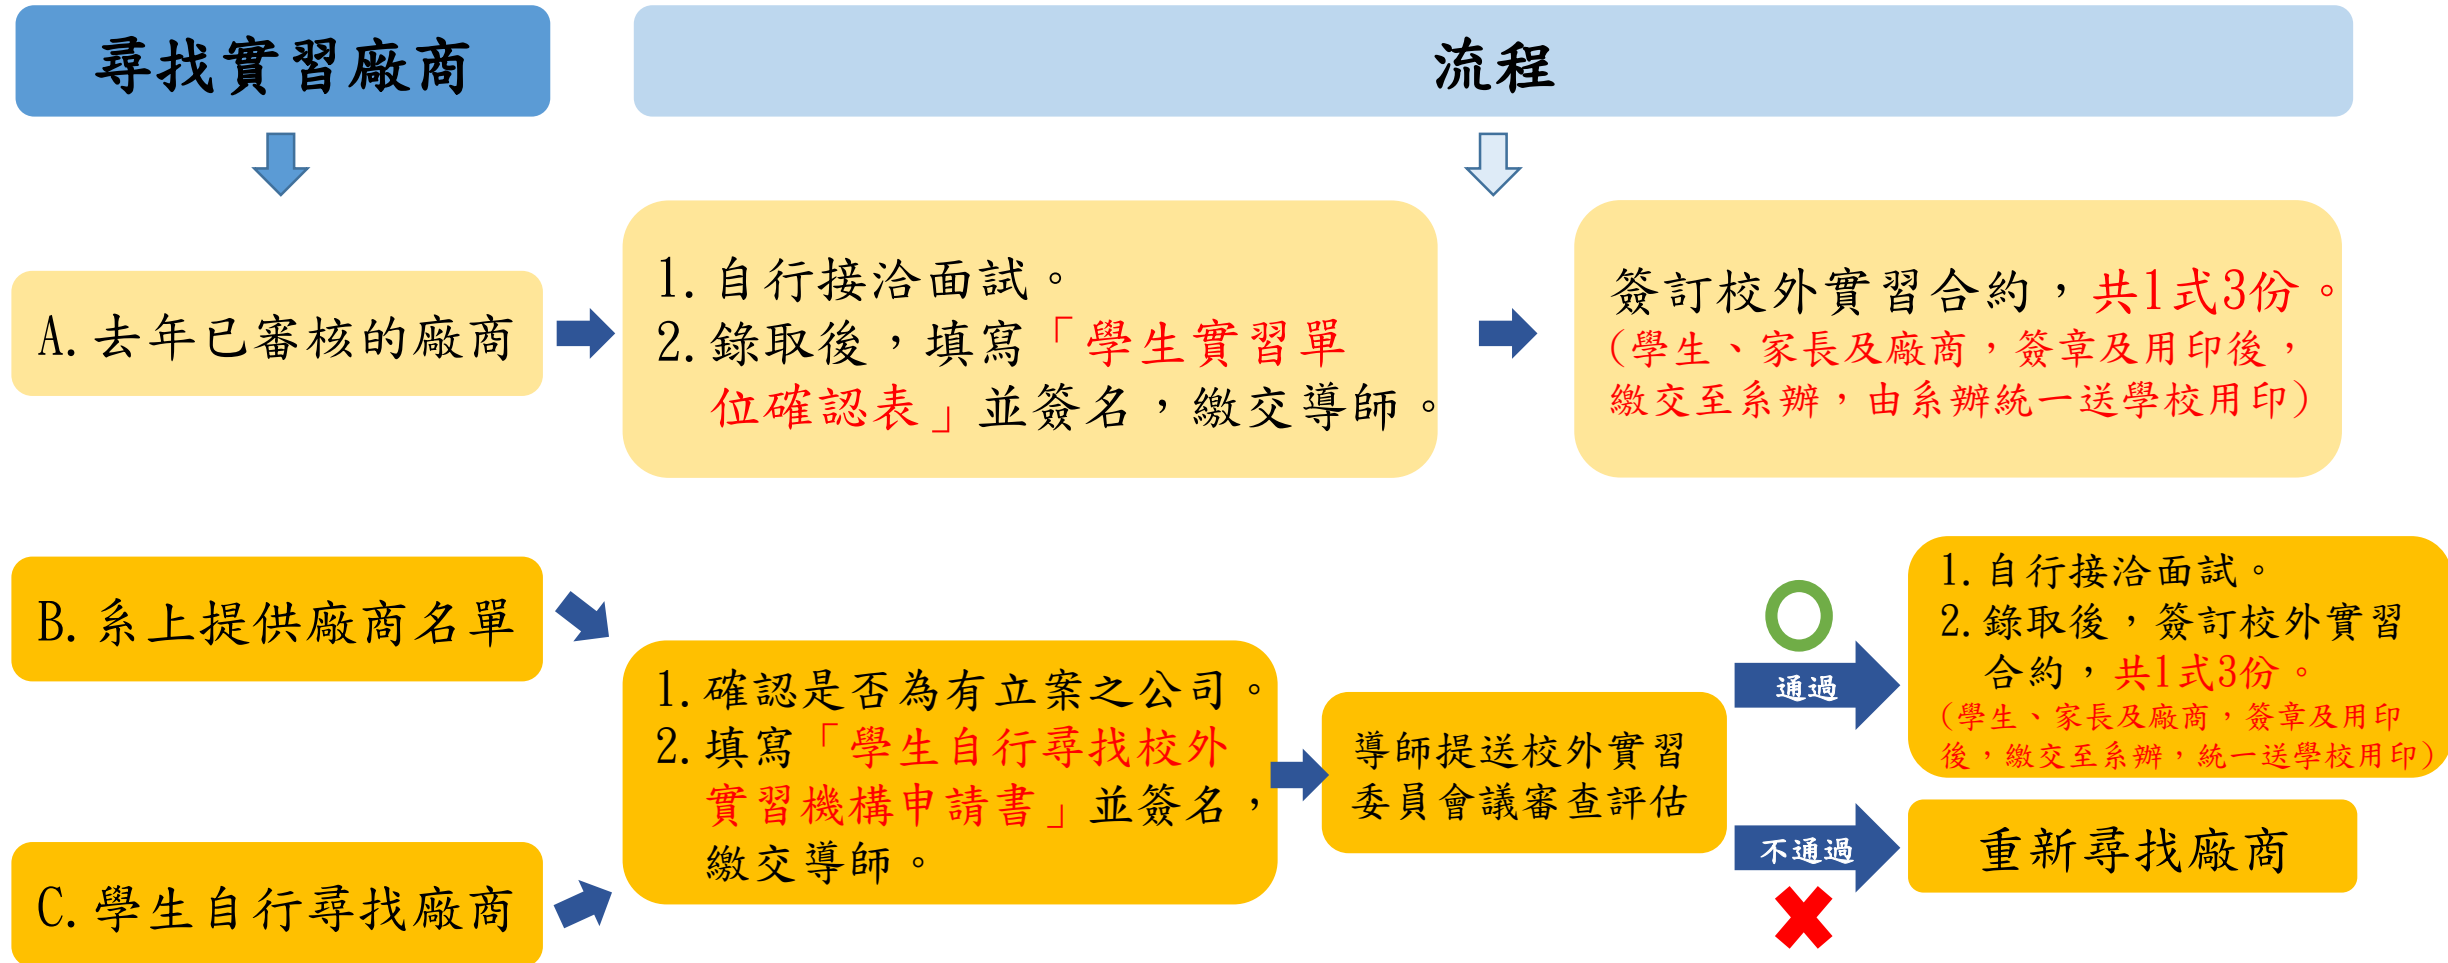 尋找實習廠商
流程
A.去年已審核的廠商
1.自行接洽面試。
2.錄取後，填寫「學生實習單
位確認表」並簽名，繳交導師。
簽訂校外實習合約，共1式3份。
(學生、家長及廠商，簽章及用印後，
繳交至系辦，由系辦統一送學校用印)
B.系上提供廠商名單
C.學生自行尋找廠商
1.確認是否為有立案之公司。
2.填寫「學生自行尋找校外
實習機構申請書」並簽名，
繳交導師。
導師提送校外實習
委員會議審查評估
通過
1.自行接洽面試。
2.錄取後，簽訂校外實習
合約，共1式3份。
(學生、家長及廠商，簽章及用印
後，繳交至系辦，統一送學校用印)
不通過
重新尋找廠商